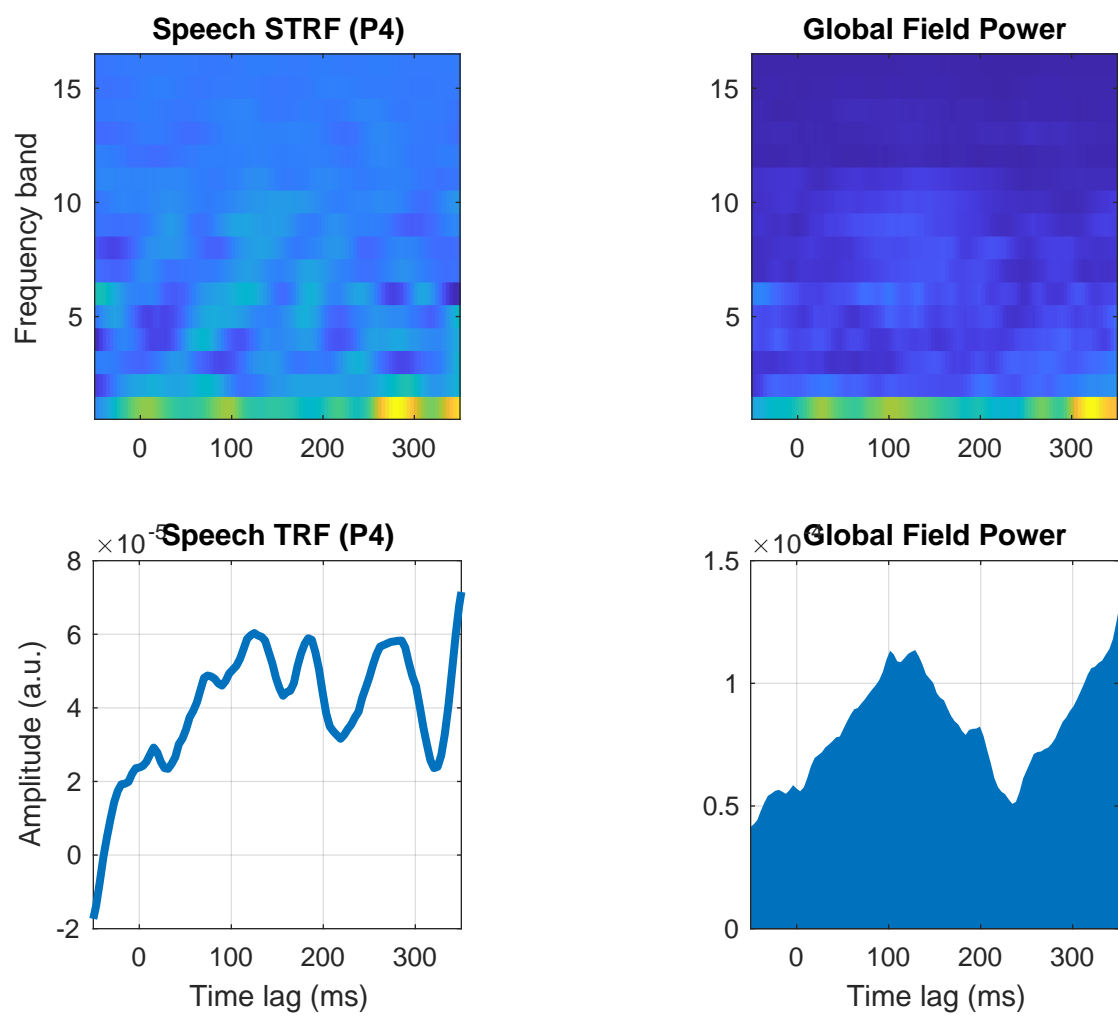 Speech STRF (P4)
Frequency band
15
10
5
0 100 200 300
Global Field Power
15
10
5
0 100 200 300
Speech TRF (P4)
×10-5
Amplitude (a.u.)
8
6
4
2
0
-2
0 100 200 300
Time lag (ms)
Global Field Power
×10-4
1.5
1
0.5
0
0 100 200 300
Time lag (ms)